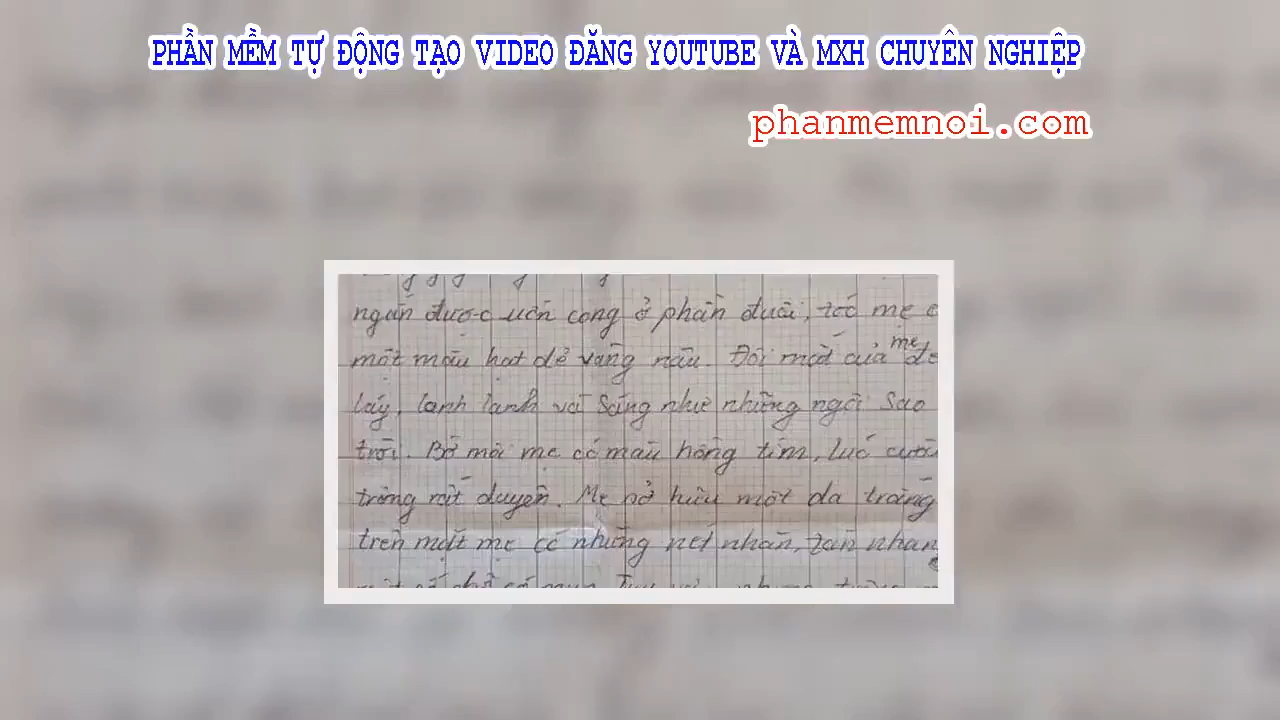 PHẦN MỀM TỰ ĐỘNG TẠO VIDEO ĐĂNG YOUTUBE VÀ MXH CHUYÊN NGHIỆP
phanmemnoi.com
ngắn được uốn cong ở phần đuôi, tóc mẹ c
một màu hạt dẻ vàng nâu. Đôi mắt của mẹ đe
láy, lanh lanh và sáng như những ngôi sao
trời. Bờ môi mẹ có màu hồng tím, lúc cười
trông rất duyên. Mẹ sở hữu một da trắng
trên mặt mẹ có những nét nhăn, tàn nhan